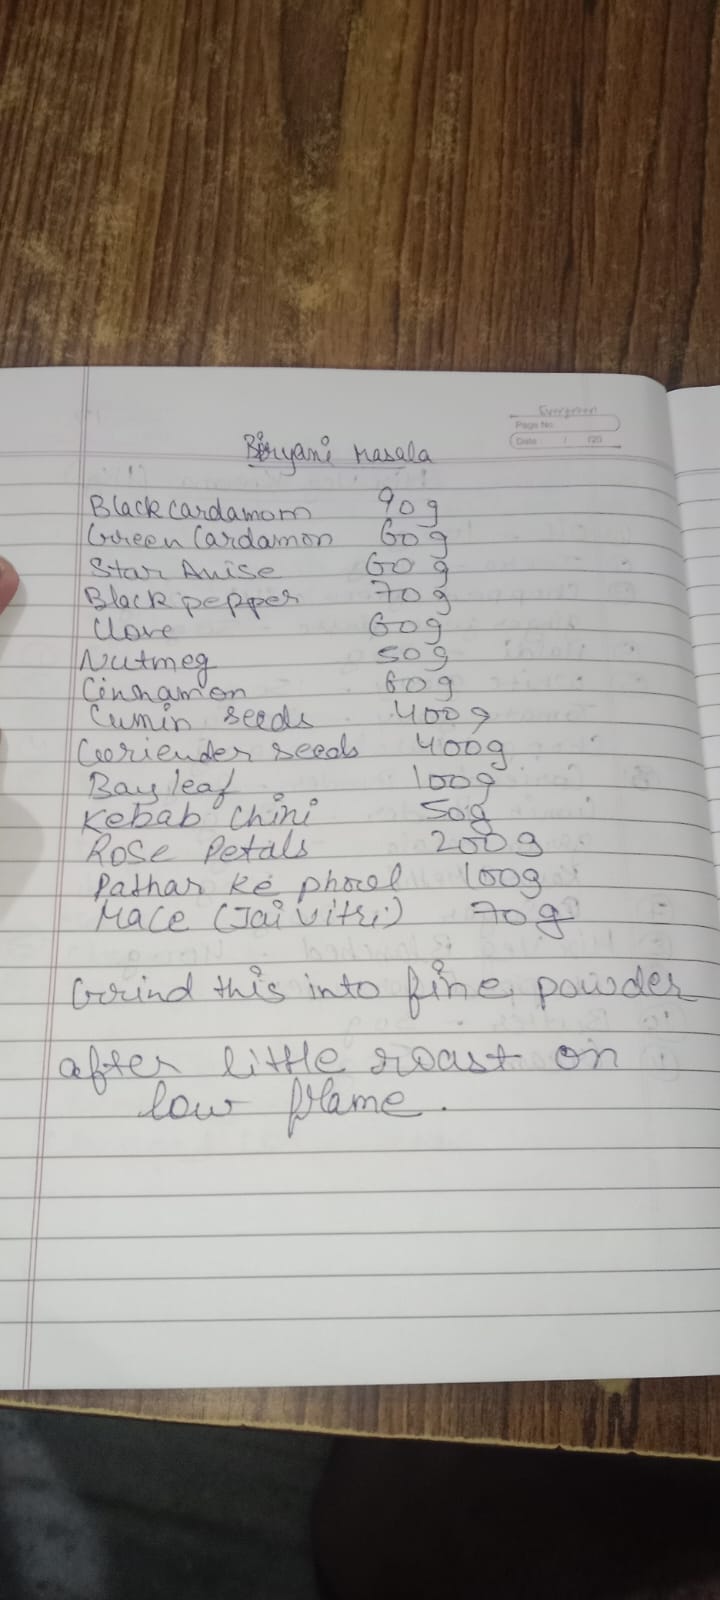 Evergreen
Page No.
Date : / /20
Biryani Masala
Black cardamom 90g
Green Cardamon 60g
Star Anise 60g
Black pepper 70g
Clove 60g
Nutmeg 50g
Cinnamon 60g
Cumin seeds 400g
Coriender seeds 400g
Bay leaf 100g
Kebab chini 50g
Rose Petals 200g
Pathar ke phool 100g
Mace (Jaivitri) 70g
Grind this into fine powder
after little roast on
low flame.